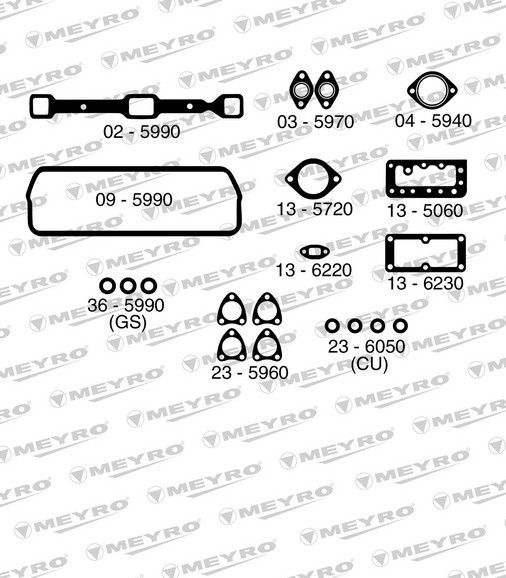 02 - 5990
03 - 5970
04 - 5940
09 - 5990
13 - 5720
13 - 5060
13 - 6220
13 - 6230
36 - 5990
(GS)
23 - 5960
23 - 6050
(CU)
MEYRO